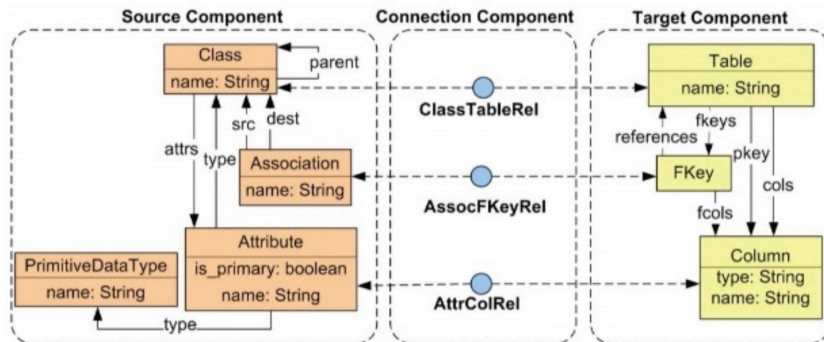 Source Component
Connection Component
Target Component
Class
name: String
parent
ClassTableRel
Table
name: String
attrs
type
src
dest
references
fkeys
pkey
cols
Association
name: String
AssocFKeyRel
FKey
fcols
PrimitiveDataType
name: String
Attribute
is_primary: boolean
name: String
type
AttrColRel
Column
type: String
name: String